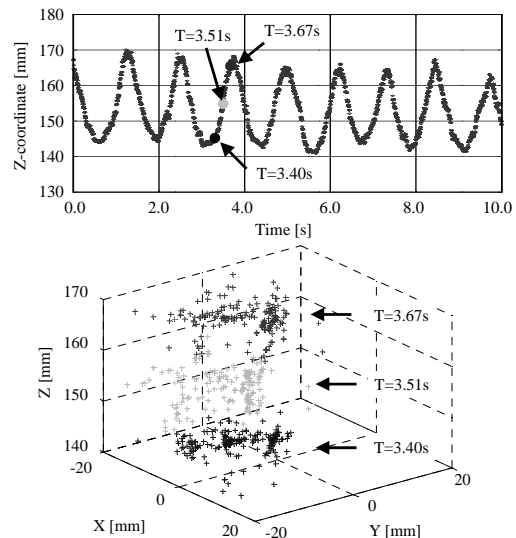 170
160
150
140
130
Z-coordinate [mm]
T=3.51s
T=3.67s
T=3.40s
0.0
2.0
4.0
6.0
8.0
10.0
Time [s]
170
160
150
140
Z [mm]
T=3.67s
T=3.51s
T=3.40s
-20
0
20
X [mm]
-20
0
20
Y [mm]